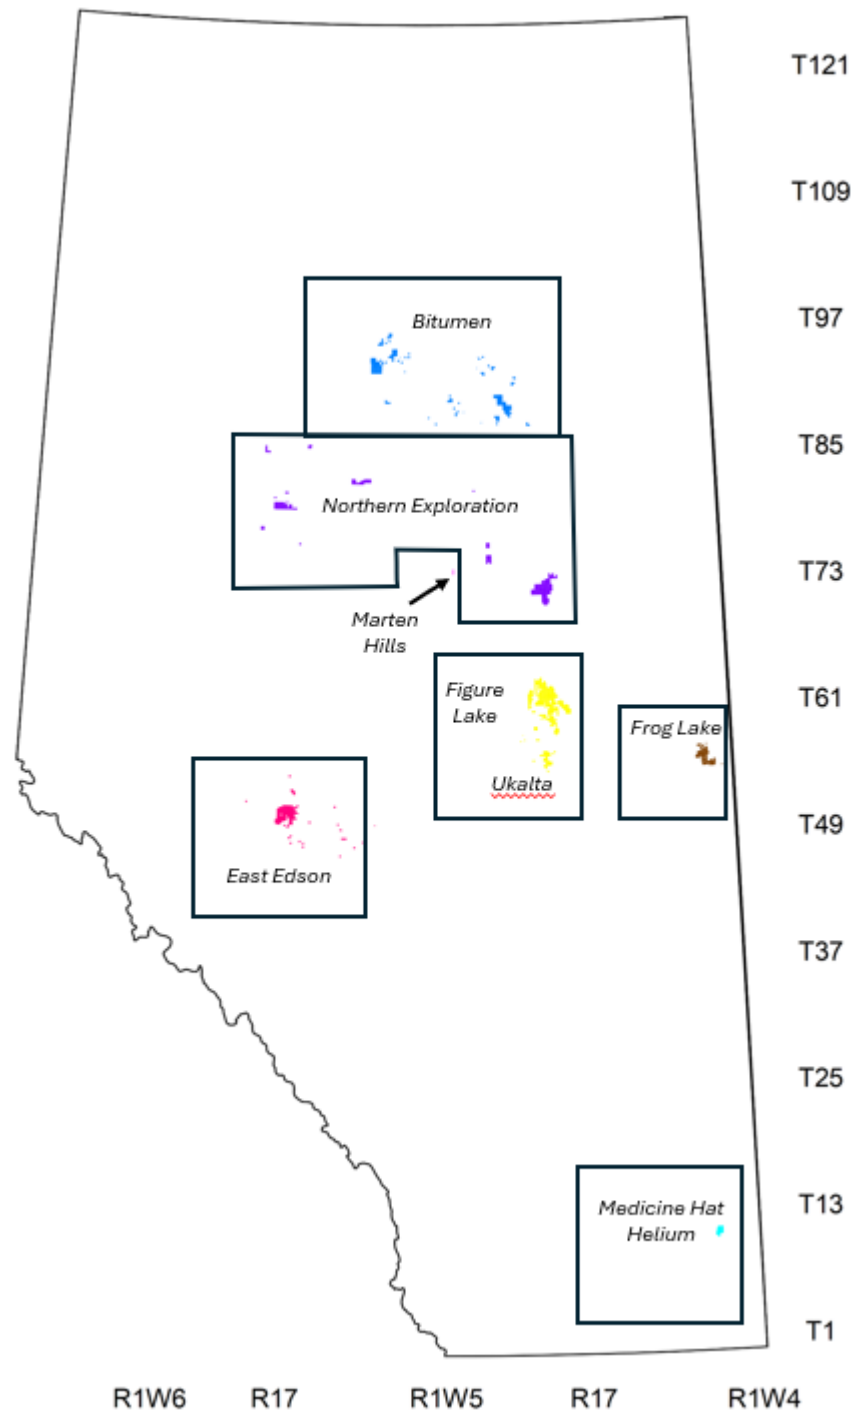 T121
T109
Bitumen
T97
T85
Northern Exploration
T73
Marten
Hills
Figure
Lake
T61
Frog Lake
Ukalta
T49
East Edson
T37
T25
Medicine Hat
Helium
T13
T1
R1W6 R17 R1W5 R17 R1W4